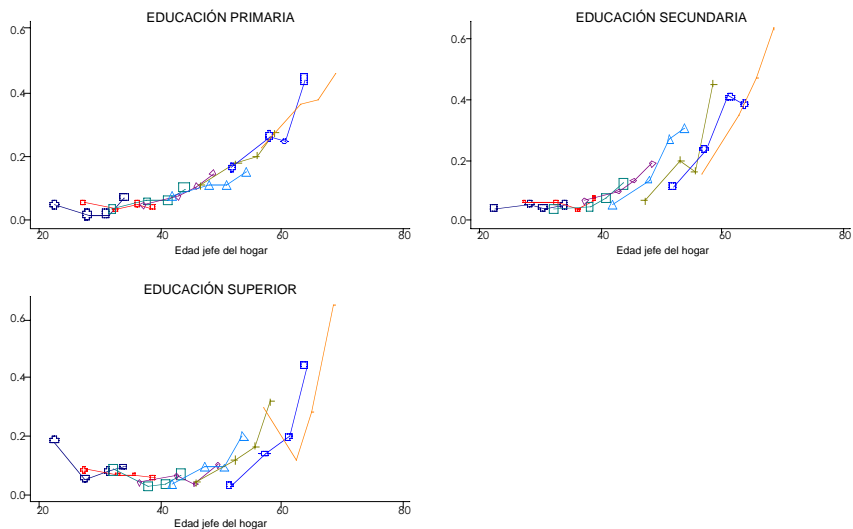 EDUCACIÓN PRIMARIA
0.6
0.4
0.2
0.0
20 40 60 80
Edad jefe del hogar
EDUCACIÓN SECUNDARIA
0.6
0.4
0.2
0.0
20 40 60 80
Edad jefe del hogar
EDUCACIÓN SUPERIOR
0.6
0.4
0.2
0.0
20 40 60 80
Edad jefe del hogar